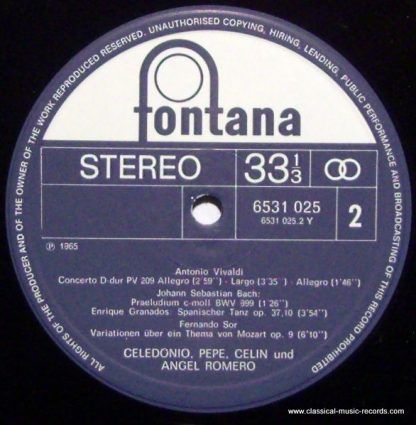 ALL RIGHTS OF THE PRODUCER AND OF THE OWNER OF THE WORK REPRODUCED RESERVED. UNAUTHORISED COPYING, HIRING, LENDING, PUBLIC PERFORMANCE AND BROADCASTING OF THIS RECORD PROHIBITED
fontana
STEREO 33 1/3
6531 025
6531 025.2 Y
2
Ⓟ 1965
Antonio Vivaldi
Concerto D-dur PV 209 Allegro (2'59'') · Largo (3'35'') · Allegro (1'46'')
Johann Sebastian Bach:
Praeludium c-moll BWV 999 (1'26'')
Enrique Granados: Spanischer Tanz op. 37,10 (3'54'')
Fernando Sor
Variationen über ein Thema von Mozart op. 9 (6'10'')
CELEDONIO, PEPE, CELIN und
ANGEL ROMERO
www.classical-music-records.com